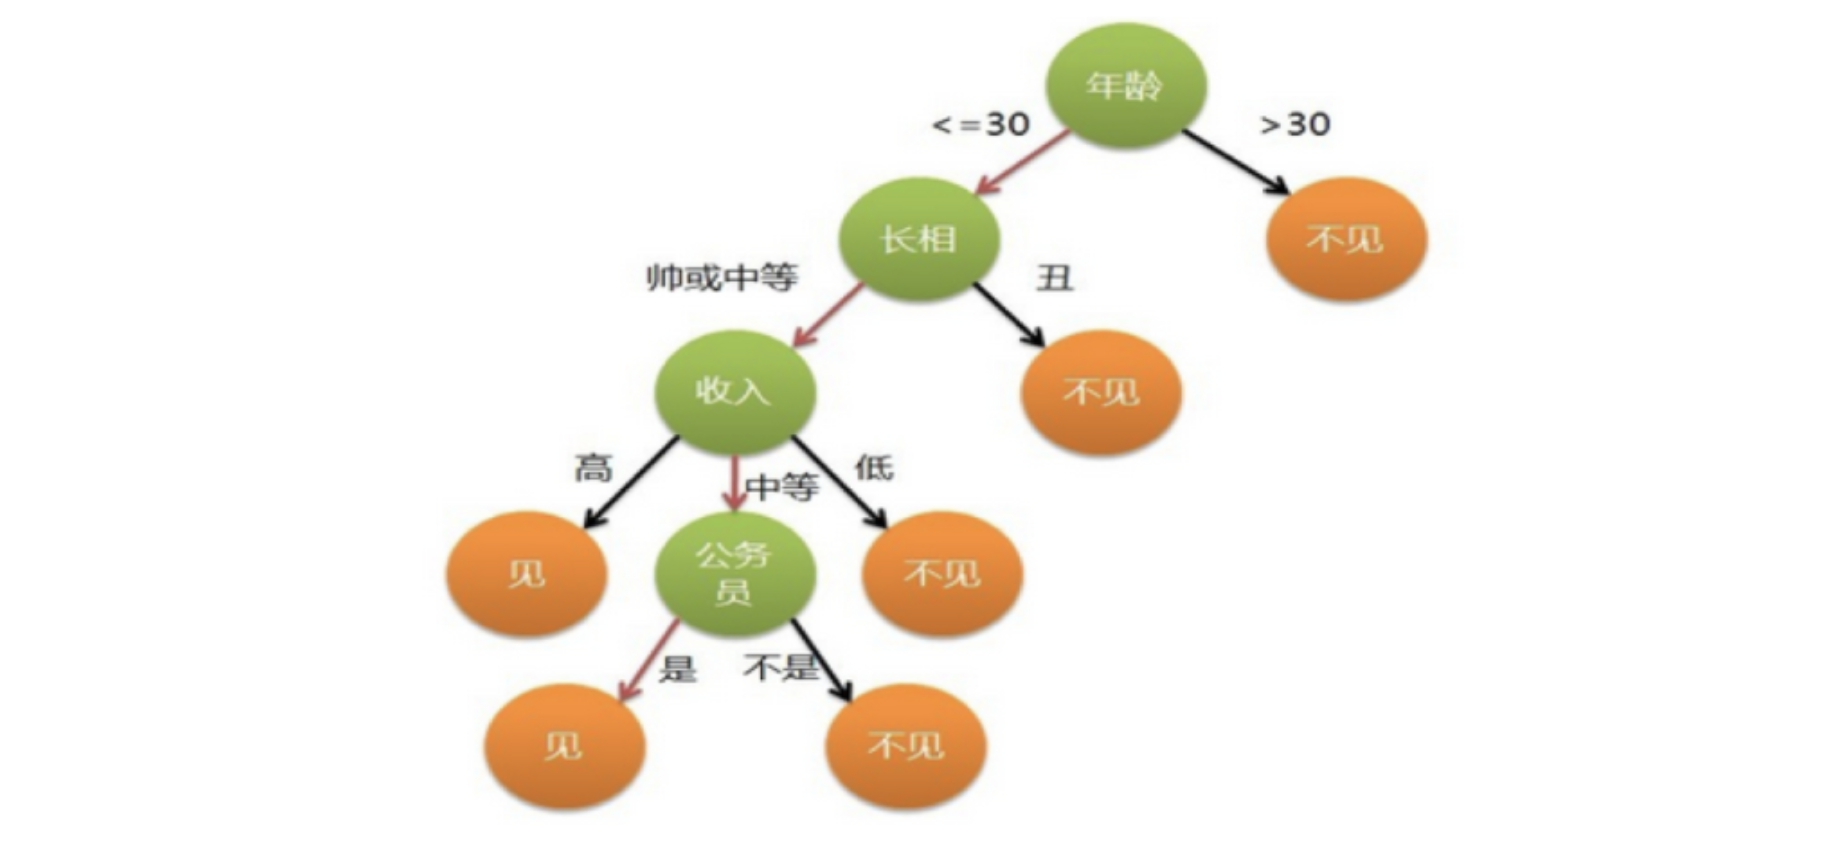 年龄
<=30
>30
长相
不见
帅或中等
丑
收入
不见
高
中等
低
见
公务
员
不见
是
不是
见
不见